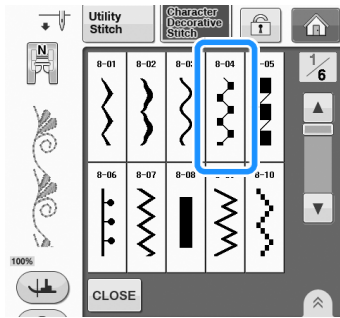 Utility
Stitch
Character
Decorative
Stitch
N
1/6
8-01 8-02 8-04
8-06 8-07 8-08 8-10
100%
CLOSE